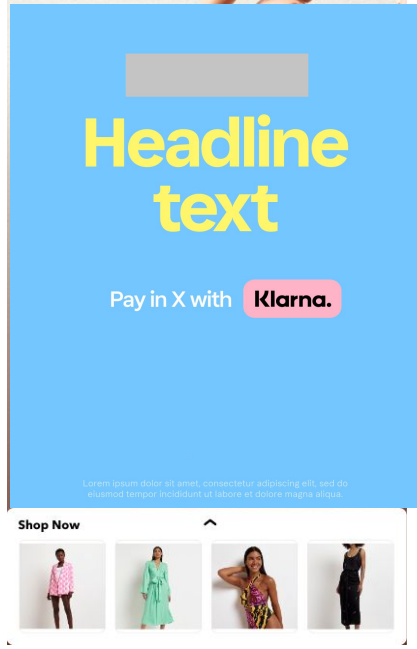 Headline
text
Pay in X with Klarna.
Lorem ipsum dolor sit amet, consectetur adipiscing elit, sed do
eiusmod tempor incididunt ut labore et dolore magna aliqua.
Shop Now